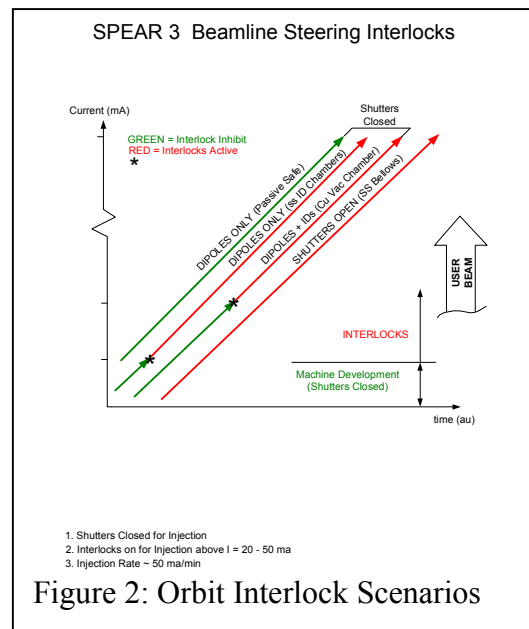 SPEAR 3 Beamline Steering Interlocks
Current (mA)
Shutters
Closed
GREEN = Interlock Inhibit
RED = Interlocks Active
*
DIPOLES ONLY (Passive Safe)
DIPOLES ONLY (ss ID Chambers)
DIPOLES + IDs (Cu Vac Chamber)
SHUTTERS OPEN (SS Bellows)
USER
BEAM
*
*
INTERLOCKS
Machine Development
(Shutters Closed)
time (au)
1. Shutters Closed for Injection
2. Interlocks on for Injection above I = 20 - 50 ma
3. Injection Rate ~ 50 ma/min
Figure 2: Orbit Interlock Scenarios